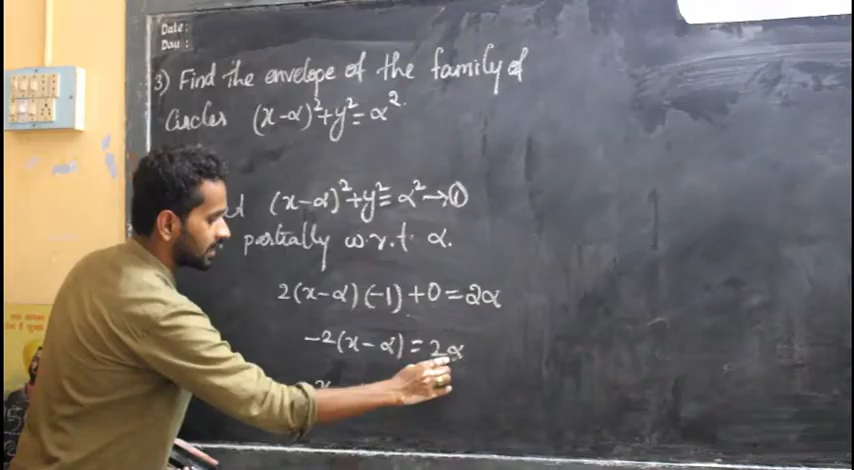 Date:
Day:
3) Find the envelope of the family of
Circles (x-α)²+y²=α².
(x-α)²+y²=α²→①
partially w.r.t. α.
2(x-α)(-1)+0=2α
-2(x-α)=2α